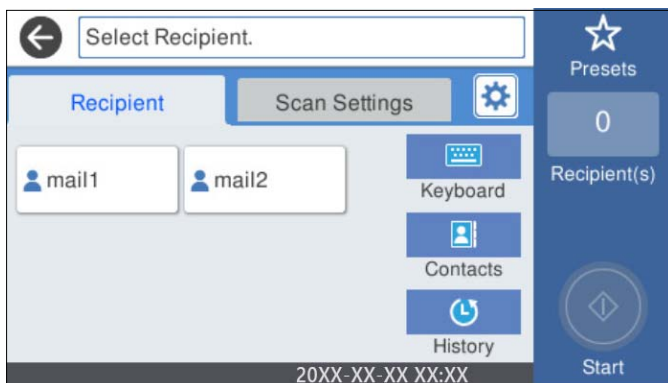 Select Recipient.
Presets
Recipient
Scan Settings
0
Recipient(s)
mail1
mail2
Keyboard
Contacts
History
Start
20XX-XX-XX XX:XX